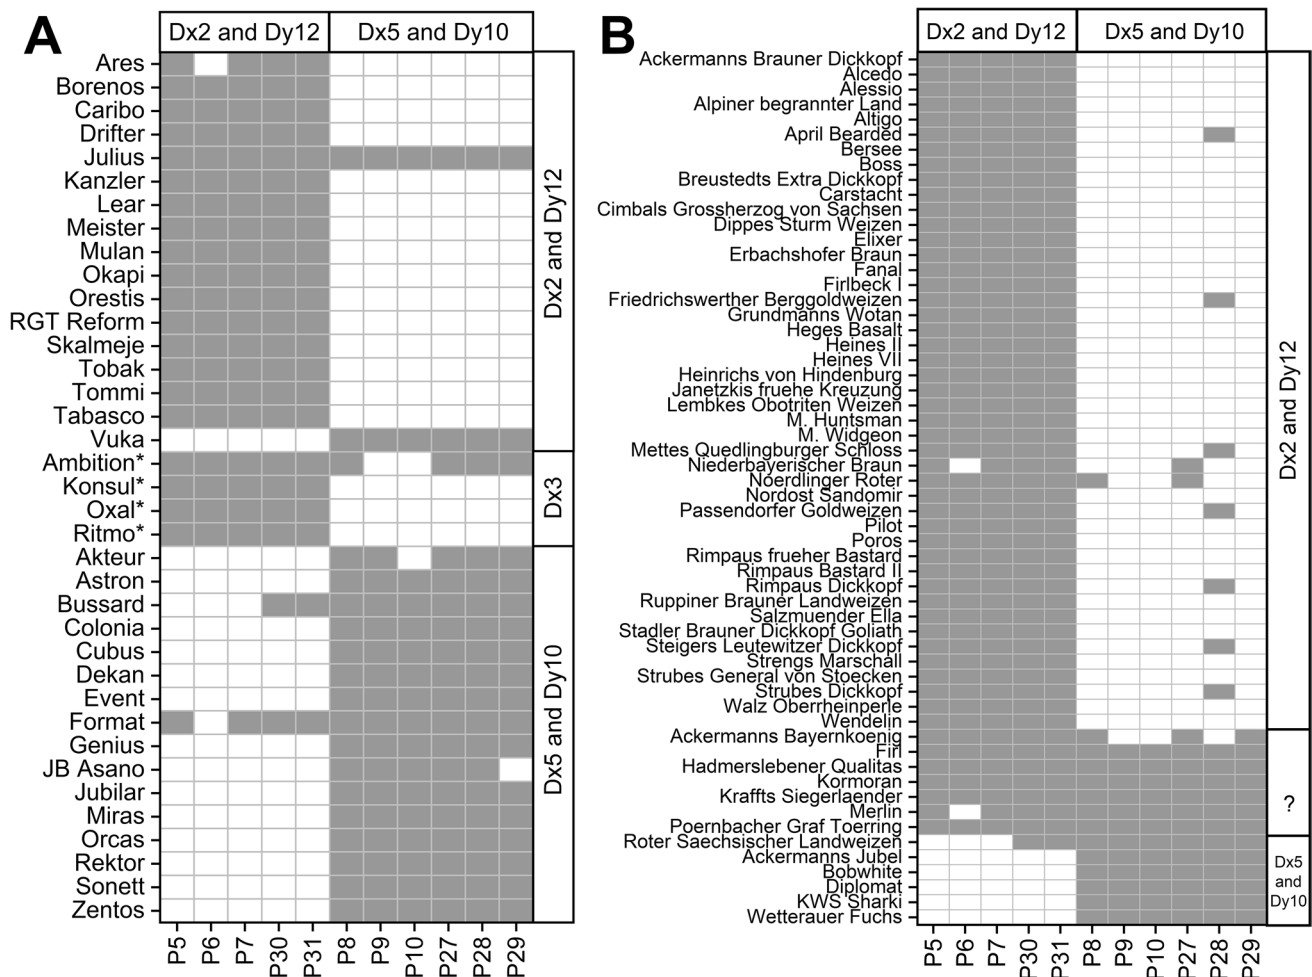 A
Dx2 and Dy12
Dx5 and Dy10
Ares
Borenos
Caribo
Drifter
Julius
Kanzler
Lear
Meister
Mulan
Okapi
Orestis
RGT Reform
Skalmeje
Tobak
Tommi
Tabasco
Vuka
Ambition*
Konsul*
Oxal*
Ritmo*
Akteur
Astron
Bussard
Colonia
Cubus
Dekan
Event
Format
Genius
JB Asano
Jubilar
Miras
Orcas
Rektor
Sonett
Zentos
Dx2 and Dy12
Dx3
Dx5 and Dy10
P5
P6
P7
P30
P31
P8
P9
P10
P27
P28
P29
B
Dx2 and Dy12
Dx5 and Dy10
Ackermanns Brauner Dickkopf
Alcedo
Alessio
Alpiner begrannter Land
Altigo
April Bearded
Bersee
Boss
Breustedts Extra Dickkopf
Carstacht
Cimbals Grossherzog von Sachsen
Dippes Sturm Weizen
Elixer
Erbachshofer Braun
Fanal
Firlbeck I
Friedrichswerther Berggoldweizen
Grundmanns Wotan
Heges Basalt
Heines II
Heines VII
Heinrichs von Hindenburg
Janetzkis fruehe Kreuzung
Lembkes Obotriten Weizen
M. Huntsman
M. Widgeon
Mettes Quedlingburger Schloss
Niederbayerischer Braun
Noerdlinger Roter
Nordost Sandomir
Passendorfer Goldweizen
Pilot
Poros
Rimpaus frueher Bastard
Rimpaus Bastard II
Rimpaus Dickkopf
Ruppiner Brauner Landweizen
Salzmuender Ella
Stadler Brauner Dickkopf Goliath
Steigers Leutewitzer Dickkopf
Strengs Marschall
Strubes General von Stoecken
Strubes Dickkopf
Walz Oberrheinperle
Wendelin
Ackermanns Bayernkoenig
Firl
Hadmerslebener Qualitas
Kormoran
Kraffts Siegerlaender
Merlin
Poernbacher Graf Toerring
Roter Saechsischer Landweizen
Ackermanns Jubel
Bobwhite
Diplomat
KWS Sharki
Wetterauer Fuchs
Dx2 and Dy12
?
Dx5
and
Dy10
P5
P6
P7
P30
P31
P8
P9
P10
P27
P28
P29